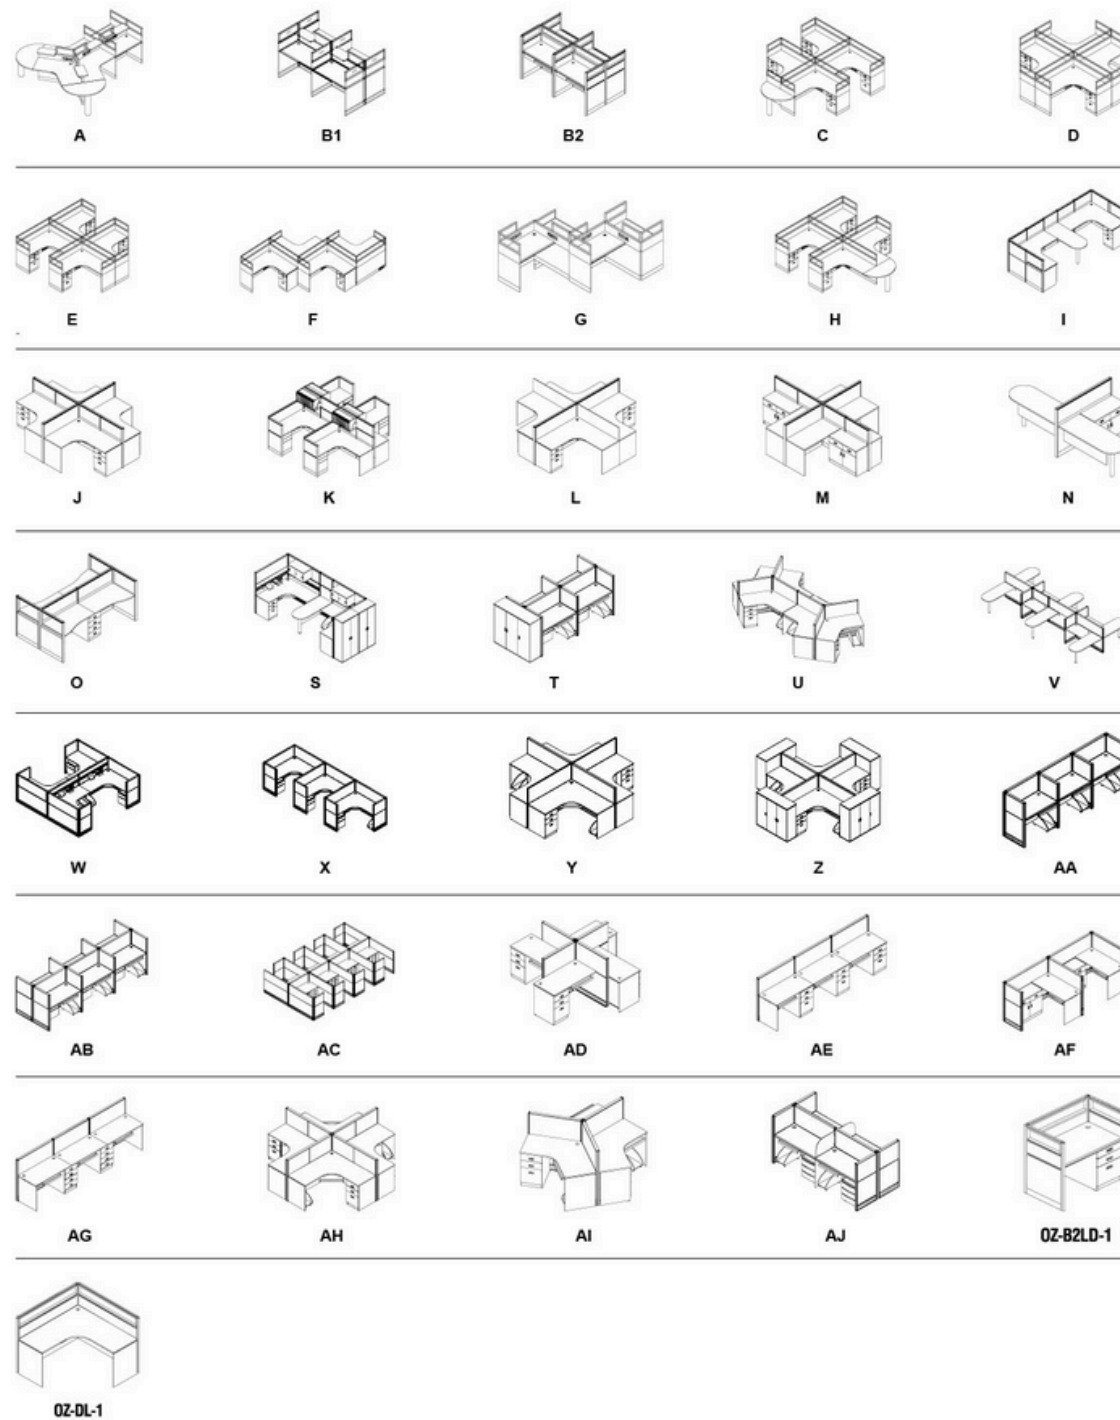 A B1 B2 C D
E F G H I
J K L M N
O S T U V
W X Y Z AA
AB AC AD AE AF
AG AH AI AJ OZ-B2LD-1
OZ-DL-1